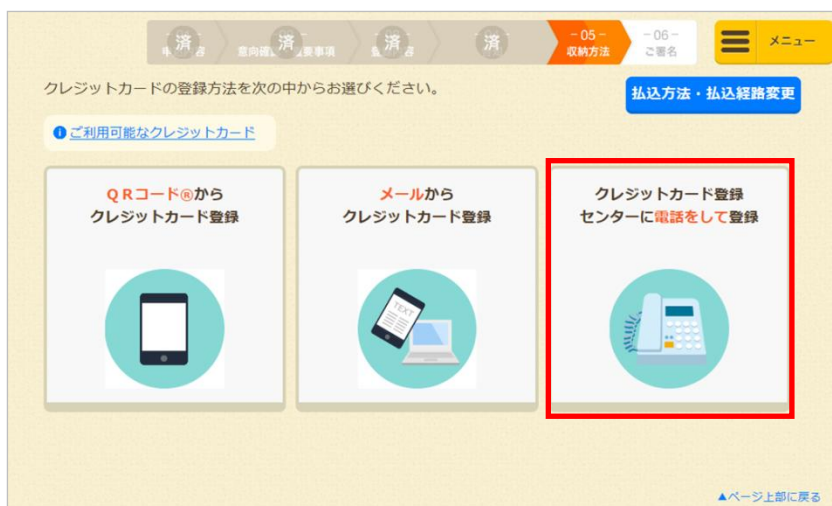 済
済
済
済
- 05 -
収納方法
- 06 -
ご署名
メニュー
クレジットカードの登録方法を次の中からお選びください。
払込方法・払込経路変更
ご利用可能なクレジットカード
QRコード®から
クレジットカード登録
メールから
クレジットカード登録
クレジットカード登録
センターに電話をして登録
TEXT
▲ページ上部に戻る